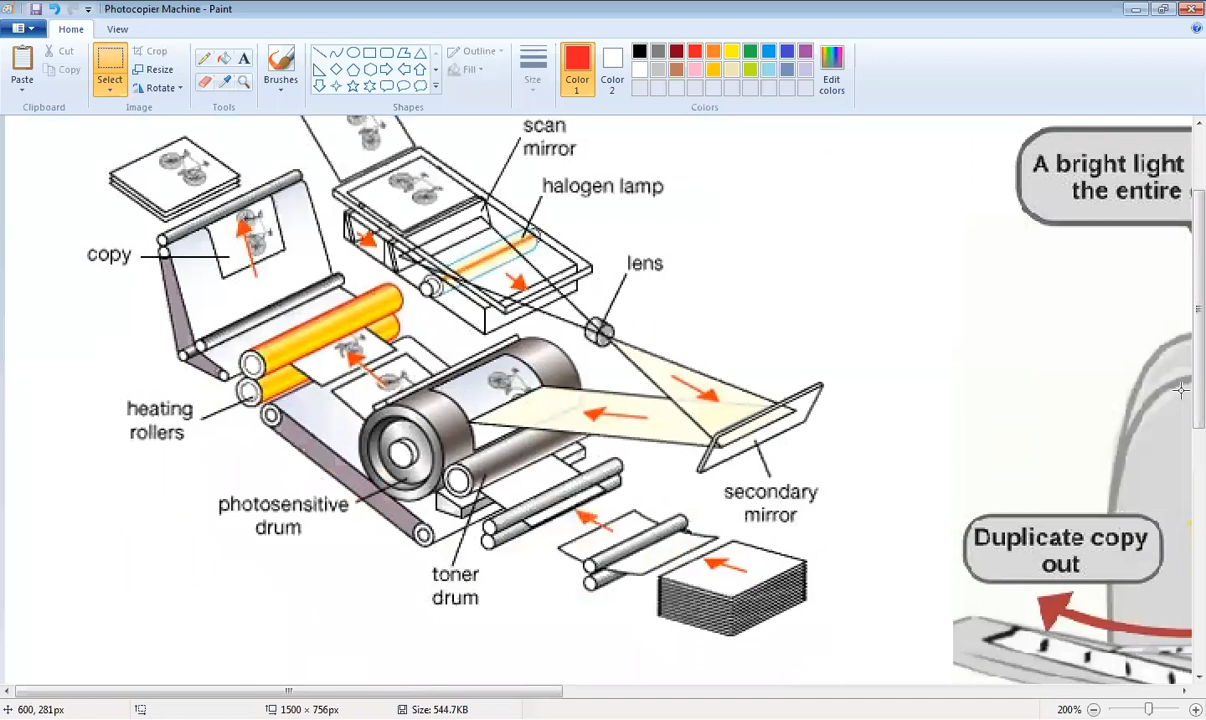 Photocopier Machine - Paint
Home
View
Paste
Cut
Copy
Clipboard
Select
Crop
Resize
Rotate
Image
Tools
Brushes
Outline
Fill
Shapes
Size
Color
1
Color
2
Edit
colors
Colors
scan
mirror
halogen lamp
lens
copy
heating
rollers
photosensitive
drum
toner
drum
secondary
mirror
A bright light
the entire
Duplicate copy
out
600, 281px
1500 × 756px
Size: 544.7KB
200%